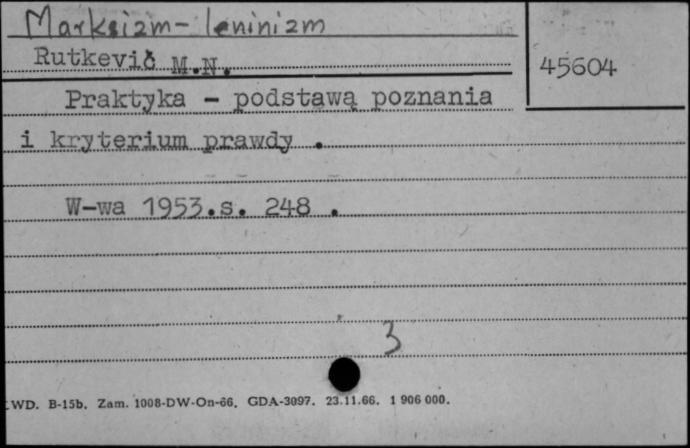 Marksizm-leninizm
Rutkevič M.N.
45604
Praktyka - podstawą poznania
i kryterium prawdy .
W-wa 1953.s. 248 .
3
LWD. B-15b. Zam. 1008-DW-On-66. GDA-3097. 23.11.66. 1 906 000.